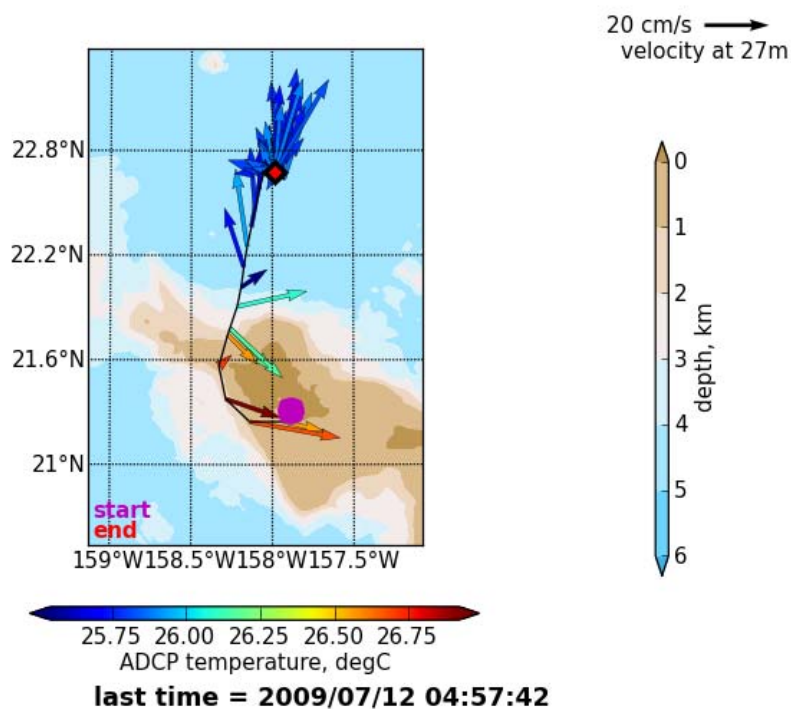 20 cm/s
velocity at 27m
22.8°N
22.2°N
21.6°N
21°N
start
end
159°W158.5°W158°W157.5°W
0
1
2
3
4
5
6
depth, km
25.75 26.00 26.25 26.50 26.75
ADCP temperature, degC
last time = 2009/07/12 04:57:42